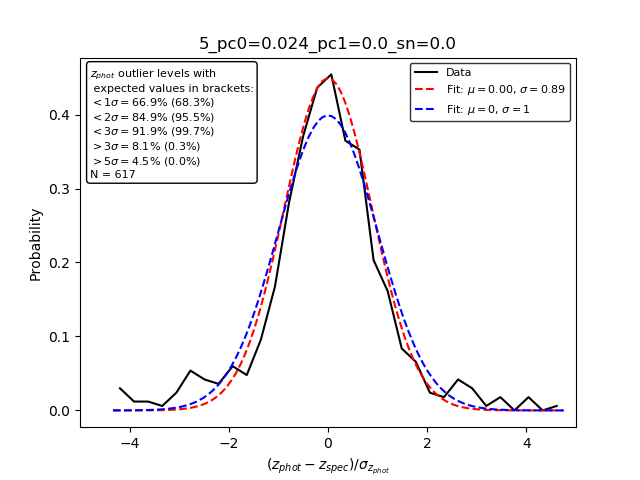 5_pc0=0.024_pc1=0.0_sn=0.0
z_phot outlier levels with
expected values in brackets:
<1σ=66.9% (68.3%)
<2σ=84.9% (95.5%)
<3σ=91.9% (99.7%)
>3σ=8.1% (0.3%)
>5σ=4.5% (0.0%)
N = 617
Data
Fit: μ=0.00, σ=0.89
Fit: μ=0, σ=1
Probability
0.4
0.3
0.2
0.1
0.0
−4 −2 0 2 4
(z_phot − z_spec)/σ_z_phot